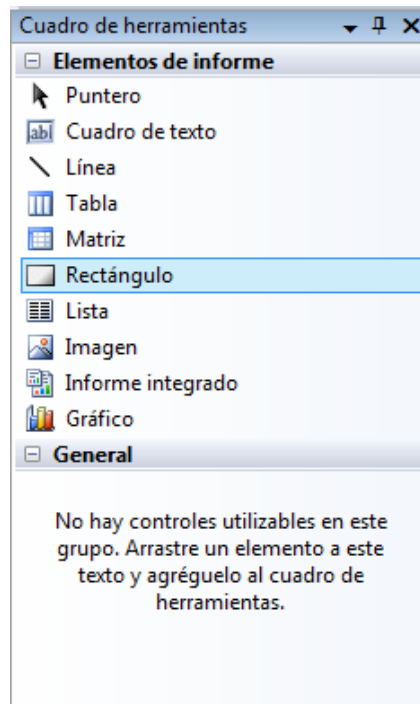 Cuadro de herramientas
Elementos de informe
Puntero
abl Cuadro de texto
Línea
Tabla
Matriz
Rectángulo
Lista
Imagen
Informe integrado
Gráfico
General
No hay controles utilizables en este
grupo. Arrastre un elemento a este
texto y agréguelo al cuadro de
herramientas.